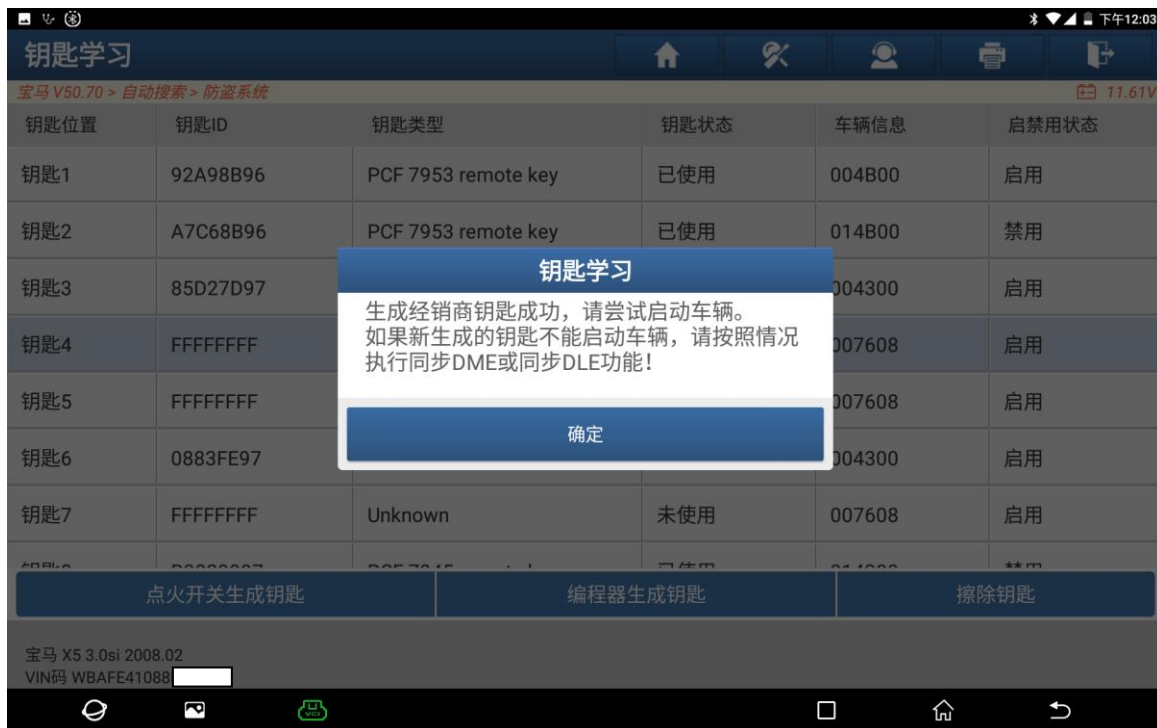 下午12:03
钥匙学习
宝马 V50.70 > 自动搜索 > 防盗系统 11.61V
钥匙位置 钥匙ID 钥匙类型 钥匙状态 车辆信息 启禁用状态
钥匙1 92A98B96 PCF 7953 remote key 已使用 004B00 启用
钥匙2 A7C68B96 PCF 7953 remote key 已使用 014B00 禁用
钥匙学习
钥匙3 85D27D97 004300 启用
生成经销商钥匙成功，请尝试启动车辆。
如果新生成的钥匙不能启动车辆，请按照情况
执行同步DME或同步DLE功能！
钥匙4 FFFFFFFF 007608 启用
钥匙5 FFFFFFFF 007608 启用
确定
钥匙6 0883FE97 004300 启用
钥匙7 FFFFFFFF Unknown 未使用 007608 启用
点火开关生成钥匙 编程器生成钥匙 擦除钥匙
宝马 X5 3.0si 2008.02
VIN码 WBAFE41088
VCI